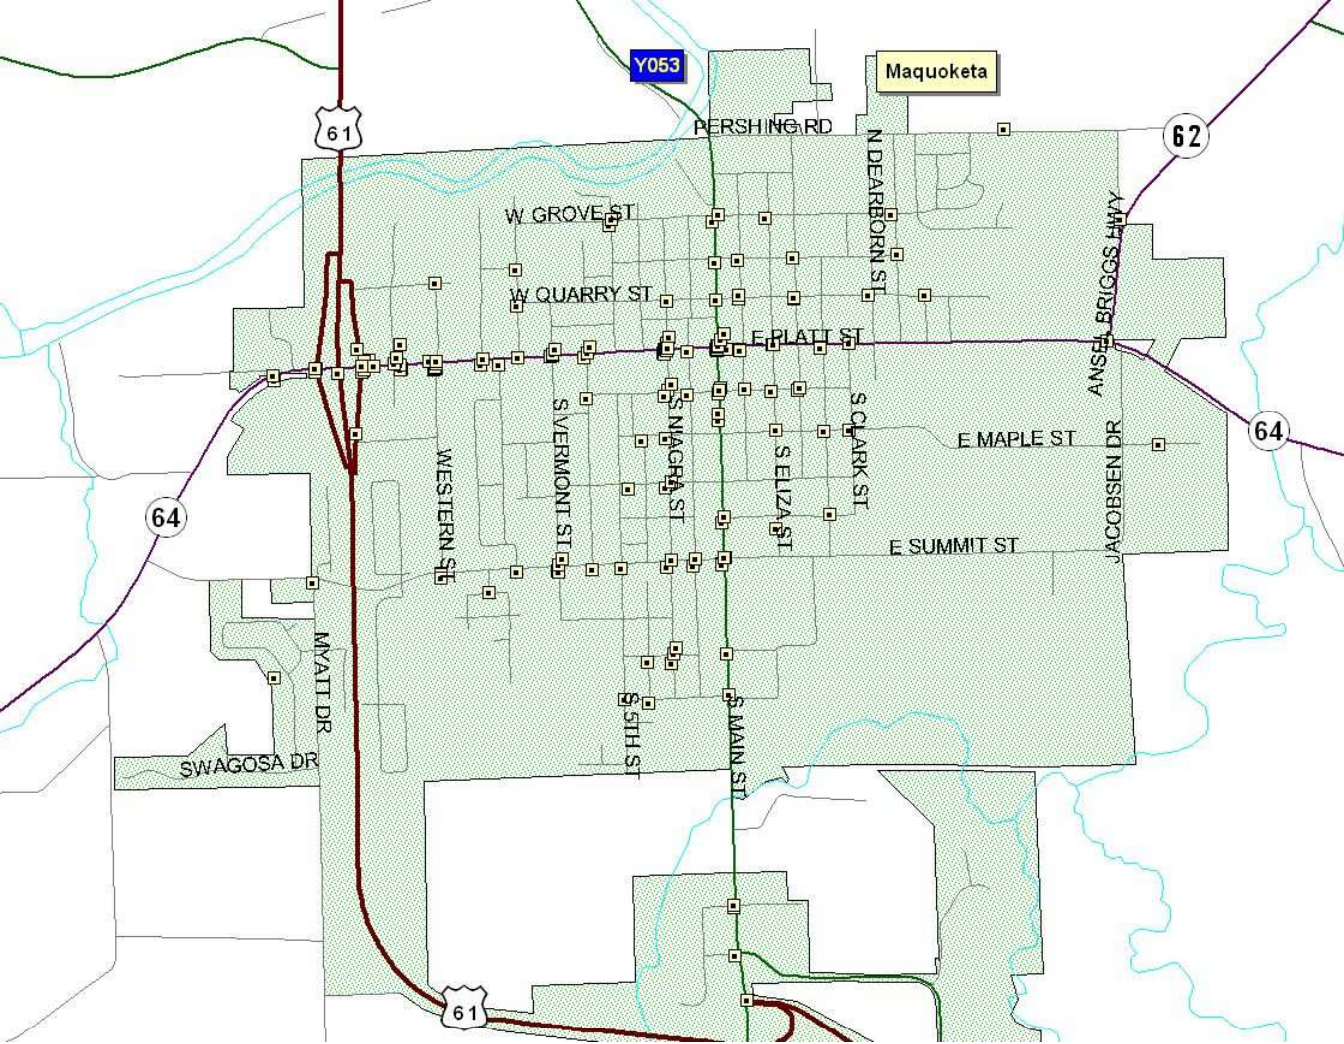 Y053
Maquoketa
61
PERSHING RD
62
N DEARBORN ST
W GROVE ST
ANSEL BRIGGS HWY
W QUARRY ST
E PLATT ST
S VERMONT ST
S NIAGRA ST
S CLARK ST
E MAPLE ST
64
WESTERN ST
S ELIZA ST
JACOBSEN DR
64
E SUMMIT ST
MYATT DR
S 5TH ST
S MAIN ST
SWAGOSA DR
61